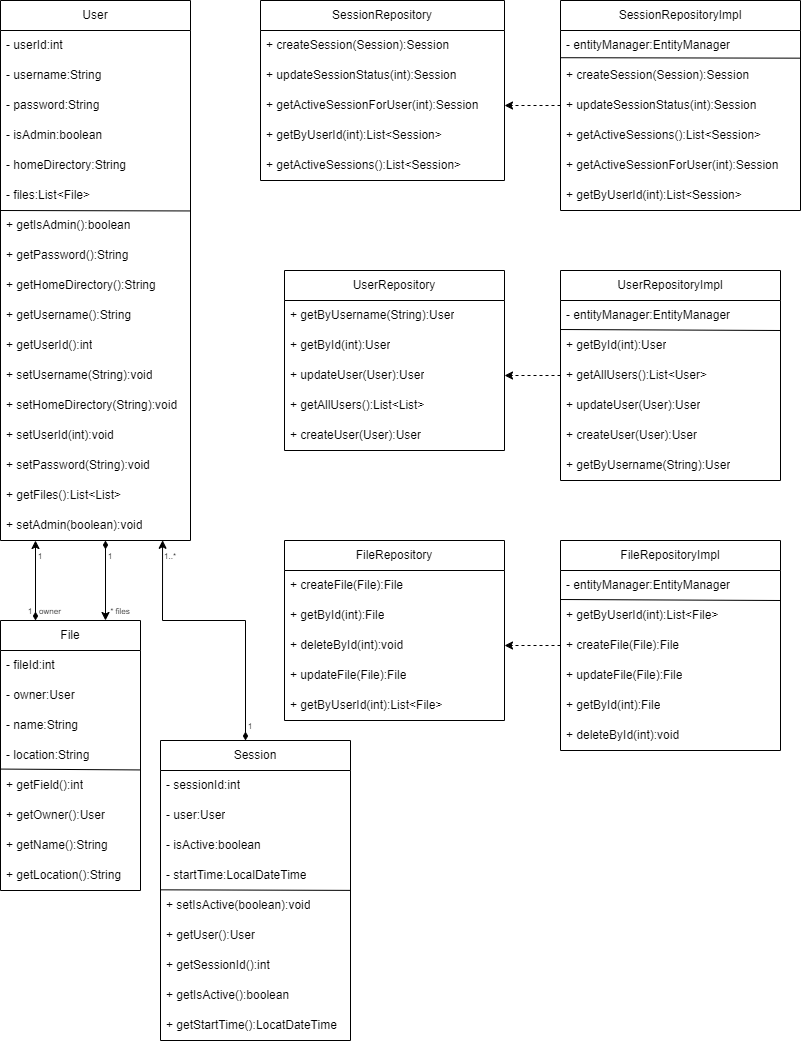 User
- userId:int
- username:String
- password:String
- isAdmin:boolean
- homeDirectory:String
- files:List<File>
+ getIsAdmin():boolean
+ getPassword():String
+ getHomeDirectory():String
+ getUsername():String
+ getUserId():int
+ setUsername(String):void
+ setHomeDirectory(String):void
+ setUserId(int):void
+ setPassword(String):void
+ getFiles():List<List>
+ setAdmin(boolean):void
SessionRepository
+ createSession(Session):Session
+ updateSessionStatus(int):Session
+ getActiveSessionForUser(int):Session
+ getByUserId(int):List<Session>
+ getActiveSessions():List<Session>
SessionRepositoryImpl
- entityManager:EntityManager
+ createSession(Session):Session
+ updateSessionStatus(int):Session
+ getActiveSessions():List<Session>
+ getActiveSessionForUser(int):Session
+ getByUserId(int):List<Session>
UserRepository
+ getByUsername(String):User
+ getById(int):User
+ updateUser(User):User
+ getAllUsers():List<List>
+ createUser(User):User
UserRepositoryImpl
- entityManager:EntityManager
+ getById(int):User
+ getAllUsers():List<User>
+ updateUser(User):User
+ createUser(User):User
+ getByUsername(String):User
1
1
1..*
1 owner
* files
File
- fileId:int
- owner:User
- name:String
- location:String
+ getField():int
+ getOwner():User
+ getName():String
+ getLocation():String
1
Session
- sessionId:int
- user:User
- isActive:boolean
- startTime:LocalDateTime
+ setIsActive(boolean):void
+ getUser():User
+ getSessionId():int
+ getIsActive():boolean
+ getStartTime():LocatDateTime
FileRepository
+ createFile(File):File
+ getById(int):File
+ deleteById(int):void
+ updateFile(File):File
+ getByUserId(int):List<File>
FileRepositoryImpl
- entityManager:EntityManager
+ getByUserId(int):List<File>
+ createFile(File):File
+ updateFile(File):File
+ getById(int):File
+ deleteById(int):void